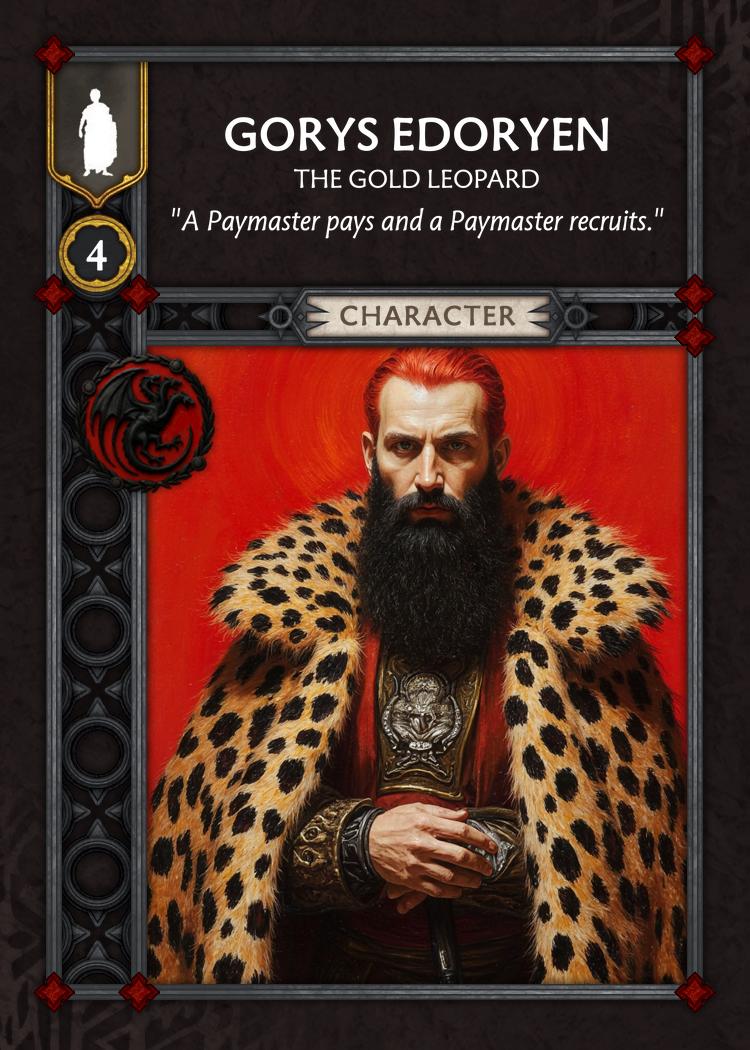 GORYS EDORYEN
THE GOLD LEOPARD
"A Paymaster pays and a Paymaster recruits."
4
CHARACTER